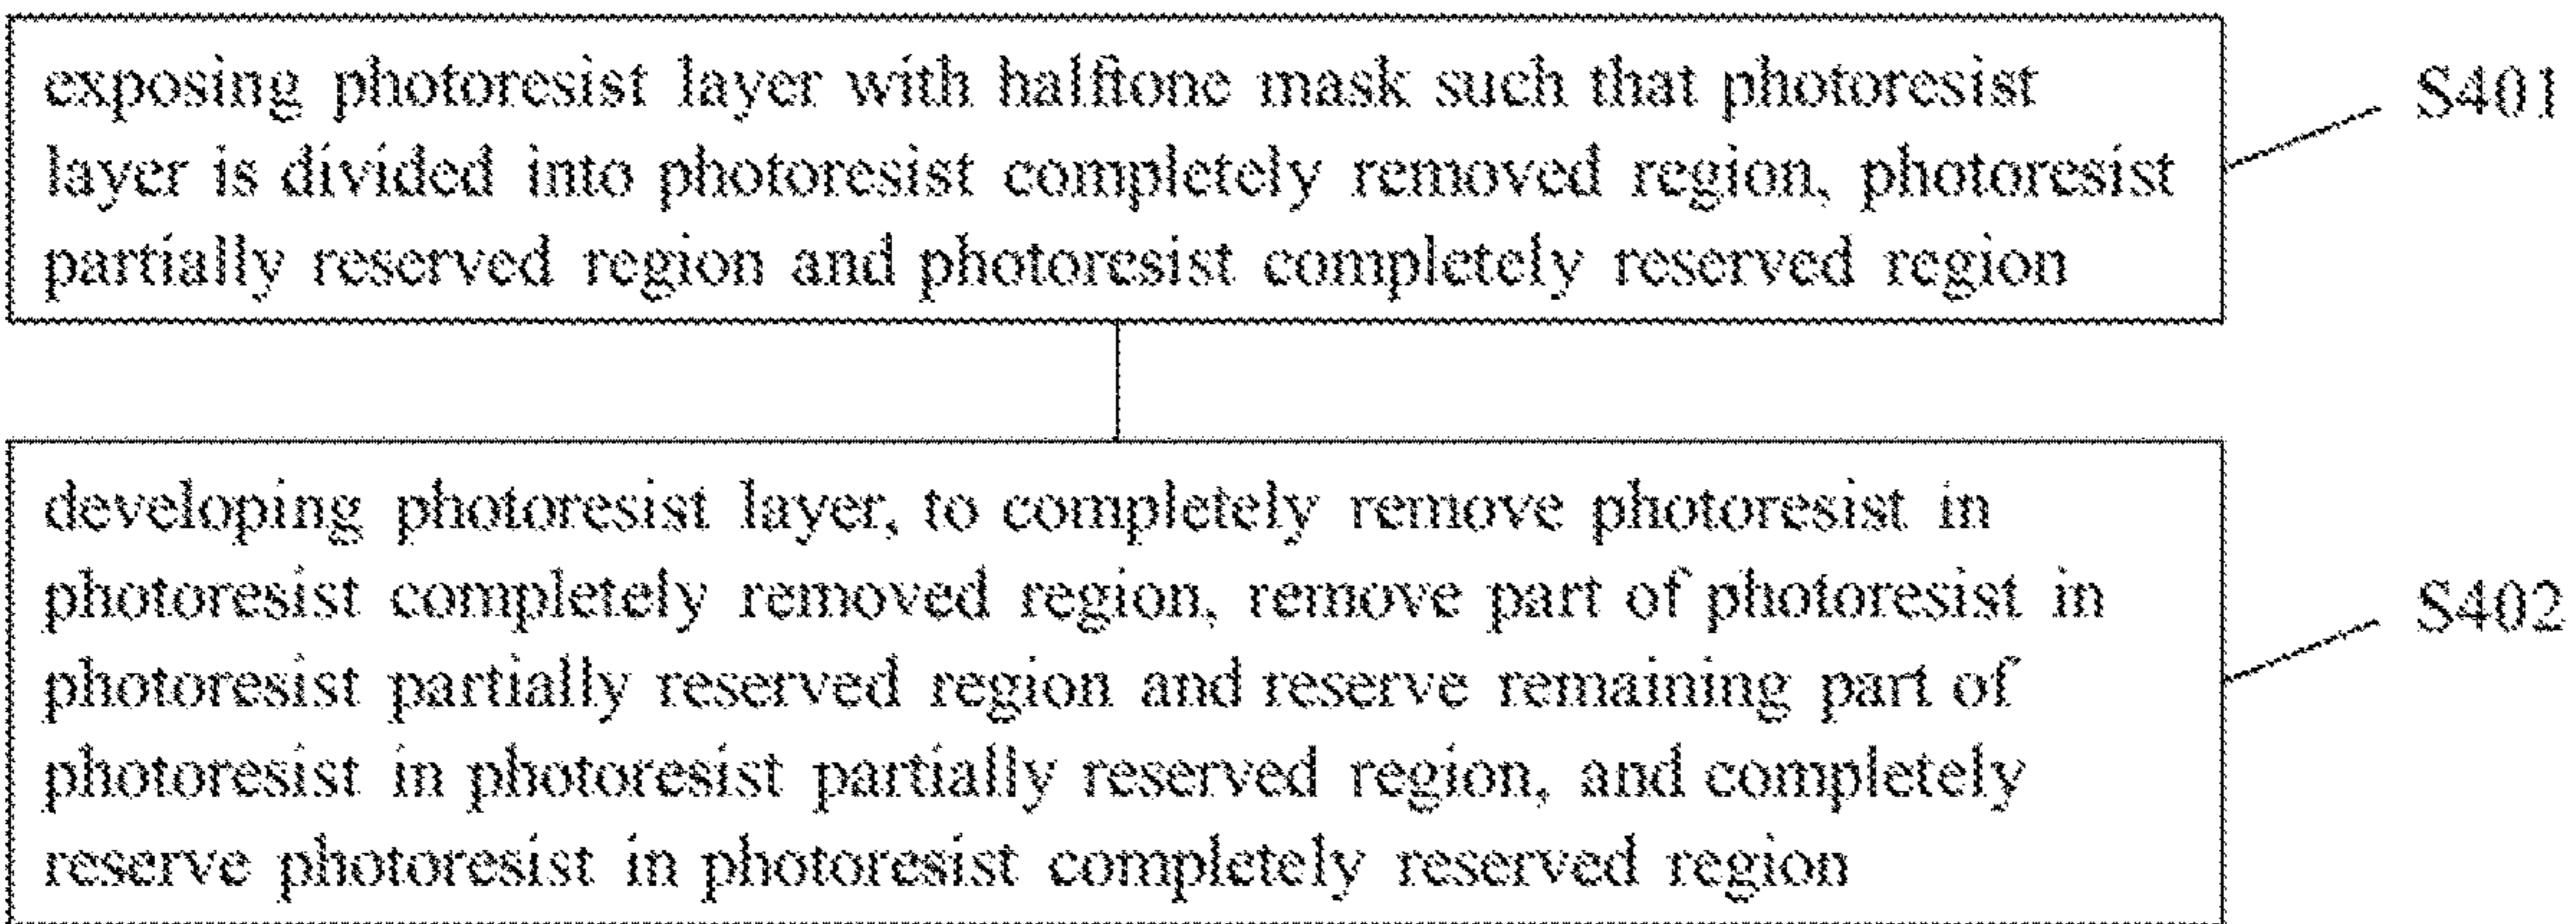 exposing photoresist layer with halftone mask such that photoresist
layer is divided into photoresist completely removed region, photoresist
partially reserved region and photoresist completely reserved region
S401
developing photoresist layer, to completely remove photoresist in
photoresist completely removed region, remove part of photoresist in
photoresist partially reserved region and reserve remaining part of
photoresist in photoresist partially reserved region, and completely
reserve photoresist in photoresist completely reserved region
S402